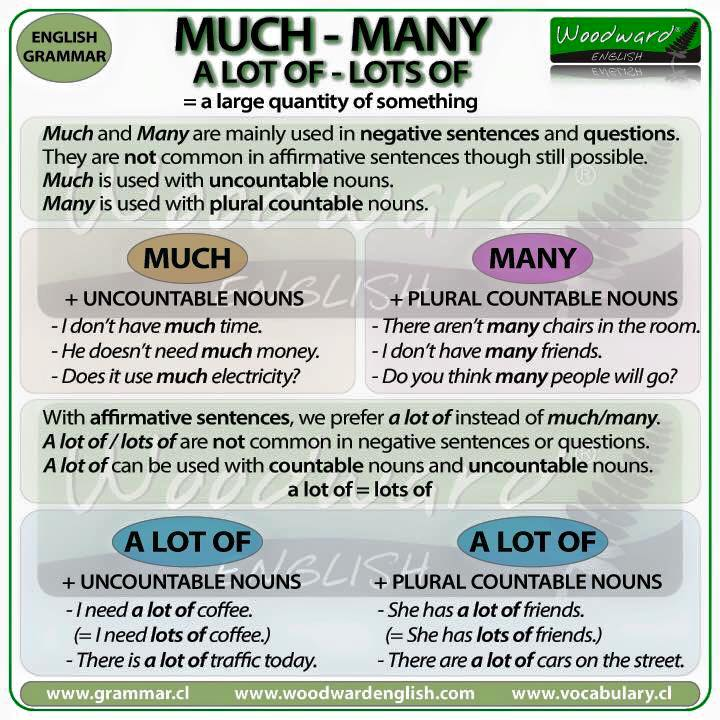 ENGLISH
GRAMMAR
MUCH - MANY
A LOT OF - LOTS OF
= a large quantity of something
Woodward®
ENGLISH
Much and Many are mainly used in negative sentences and questions.
They are not common in affirmative sentences though still possible.
Much is used with uncountable nouns.
Many is used with plural countable nouns.
Woodward®
ENGLISH
MUCH
+ UNCOUNTABLE NOUNS
- I don't have much time.
- He doesn't need much money.
- Does it use much electricity?
MANY
+ PLURAL COUNTABLE NOUNS
- There aren't many chairs in the room.
- I don't have many friends.
- Do you think many people will go?
With affirmative sentences, we prefer a lot of instead of much/many.
A lot of / lots of are not common in negative sentences or questions.
A lot of can be used with countable nouns and uncountable nouns.
a lot of = lots of
Woodward®
ENGLISH
A LOT OF
+ UNCOUNTABLE NOUNS
- I need a lot of coffee.
(= I need lots of coffee.)
- There is a lot of traffic today.
A LOT OF
+ PLURAL COUNTABLE NOUNS
- She has a lot of friends.
(= She has lots of friends.)
- There are a lot of cars on the street.
www.grammar.cl www.woodwardenglish.com www.vocabulary.cl